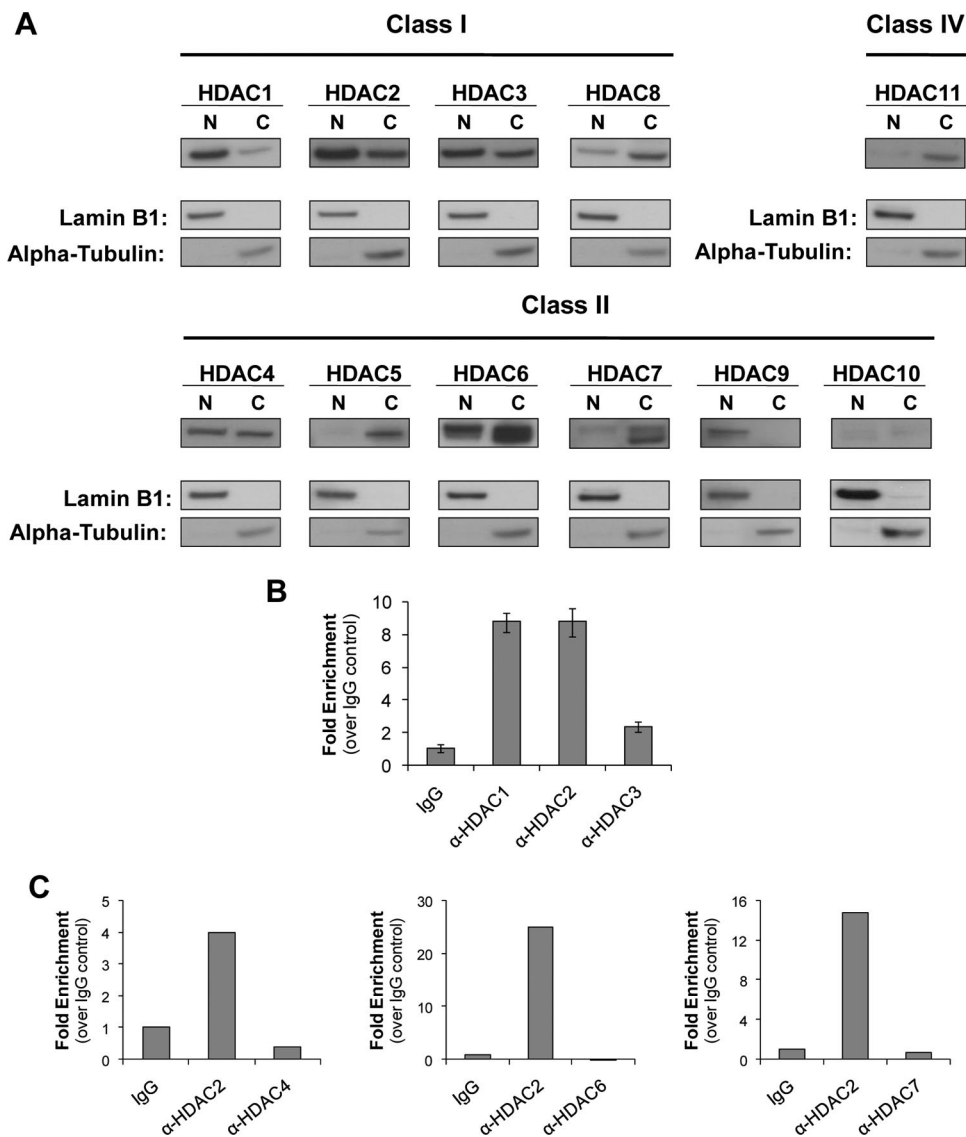 A
Class I
Class IV
HDAC1 HDAC2 HDAC3 HDAC8 HDAC11
N C N C N C N C N C
Lamin B1: Lamin B1:
Alpha-Tubulin: Alpha-Tubulin:
Class II
HDAC4 HDAC5 HDAC6 HDAC7 HDAC9 HDAC10
N C N C N C N C N C N C
Lamin B1:
Alpha-Tubulin:
B
Fold Enrichment
(over IgG control)
10
8
6
4
2
0
IgG α-HDAC1 α-HDAC2 α-HDAC3
C
Fold Enrichment
(over IgG control)
5
4
3
2
1
0
IgG α-HDAC2 α-HDAC4
Fold Enrichment
(over IgG control)
30
20
10
0
IgG α-HDAC2 α-HDAC6
Fold Enrichment
(over IgG control)
16
12
8
4
0
IgG α-HDAC2 α-HDAC7